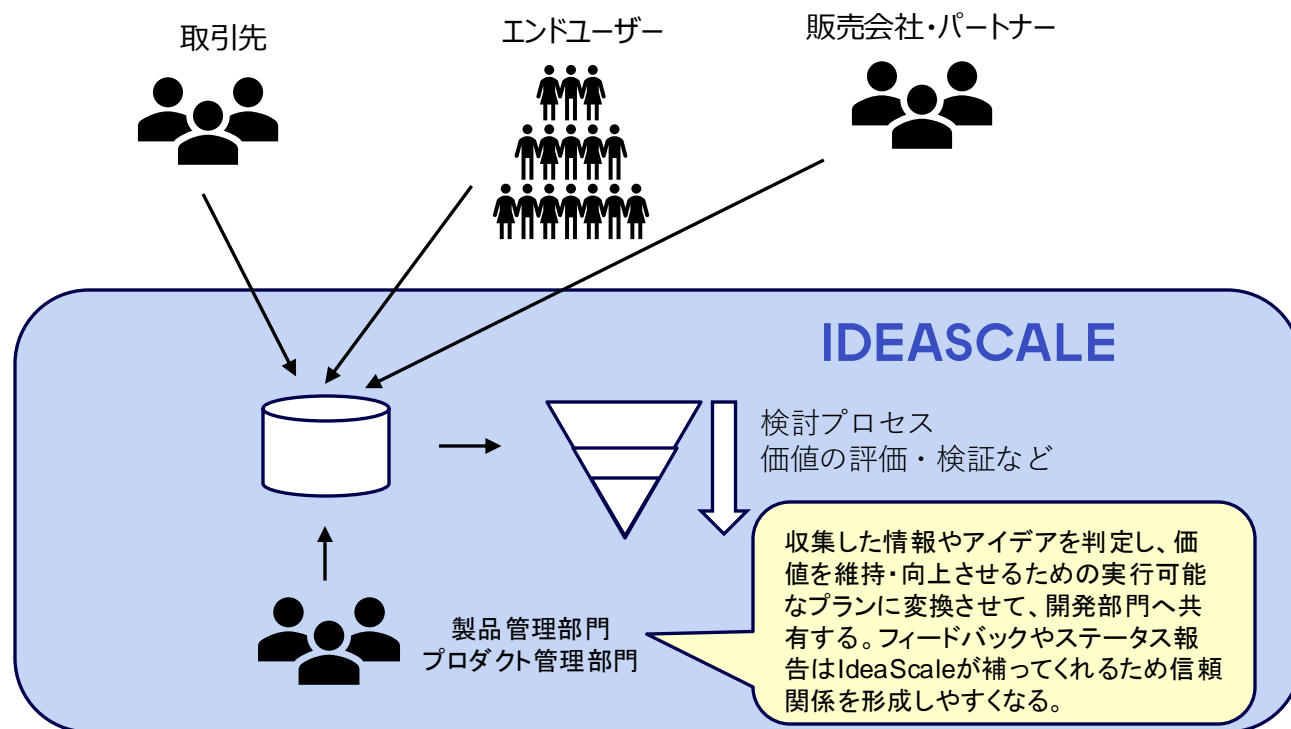 取引先
エンドユーザー
販売会社・パートナー
IDEASCALE
検討プロセス
価値の評価・検証など
製品管理部門
プロダクト管理部門
収集した情報やアイデアを判定し、価
値を維持・向上させるための実行可能
なプランに変換させて、開発部門へ共
有する。フィードバックやステータス報
告はIdeaScaleが補ってくれるため信頼
関係を形成しやすくなる。